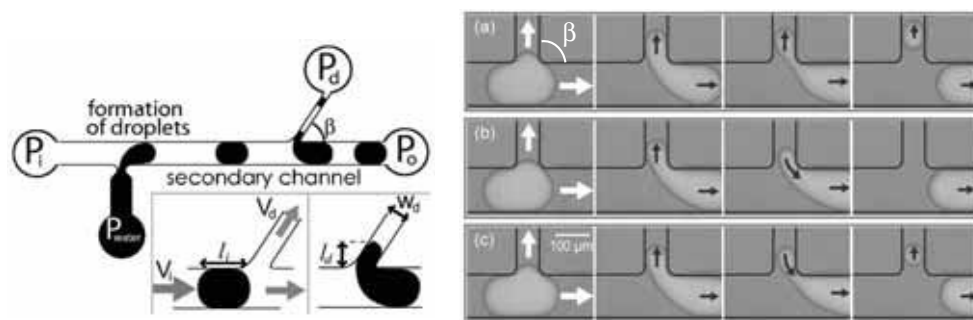 P_d
β
formation
of droplets
P_i
P_o
P_water
secondary channel
V_d
l_i
V_i
w_d
l_d
(a)
β
(b)
(c)
100 μm